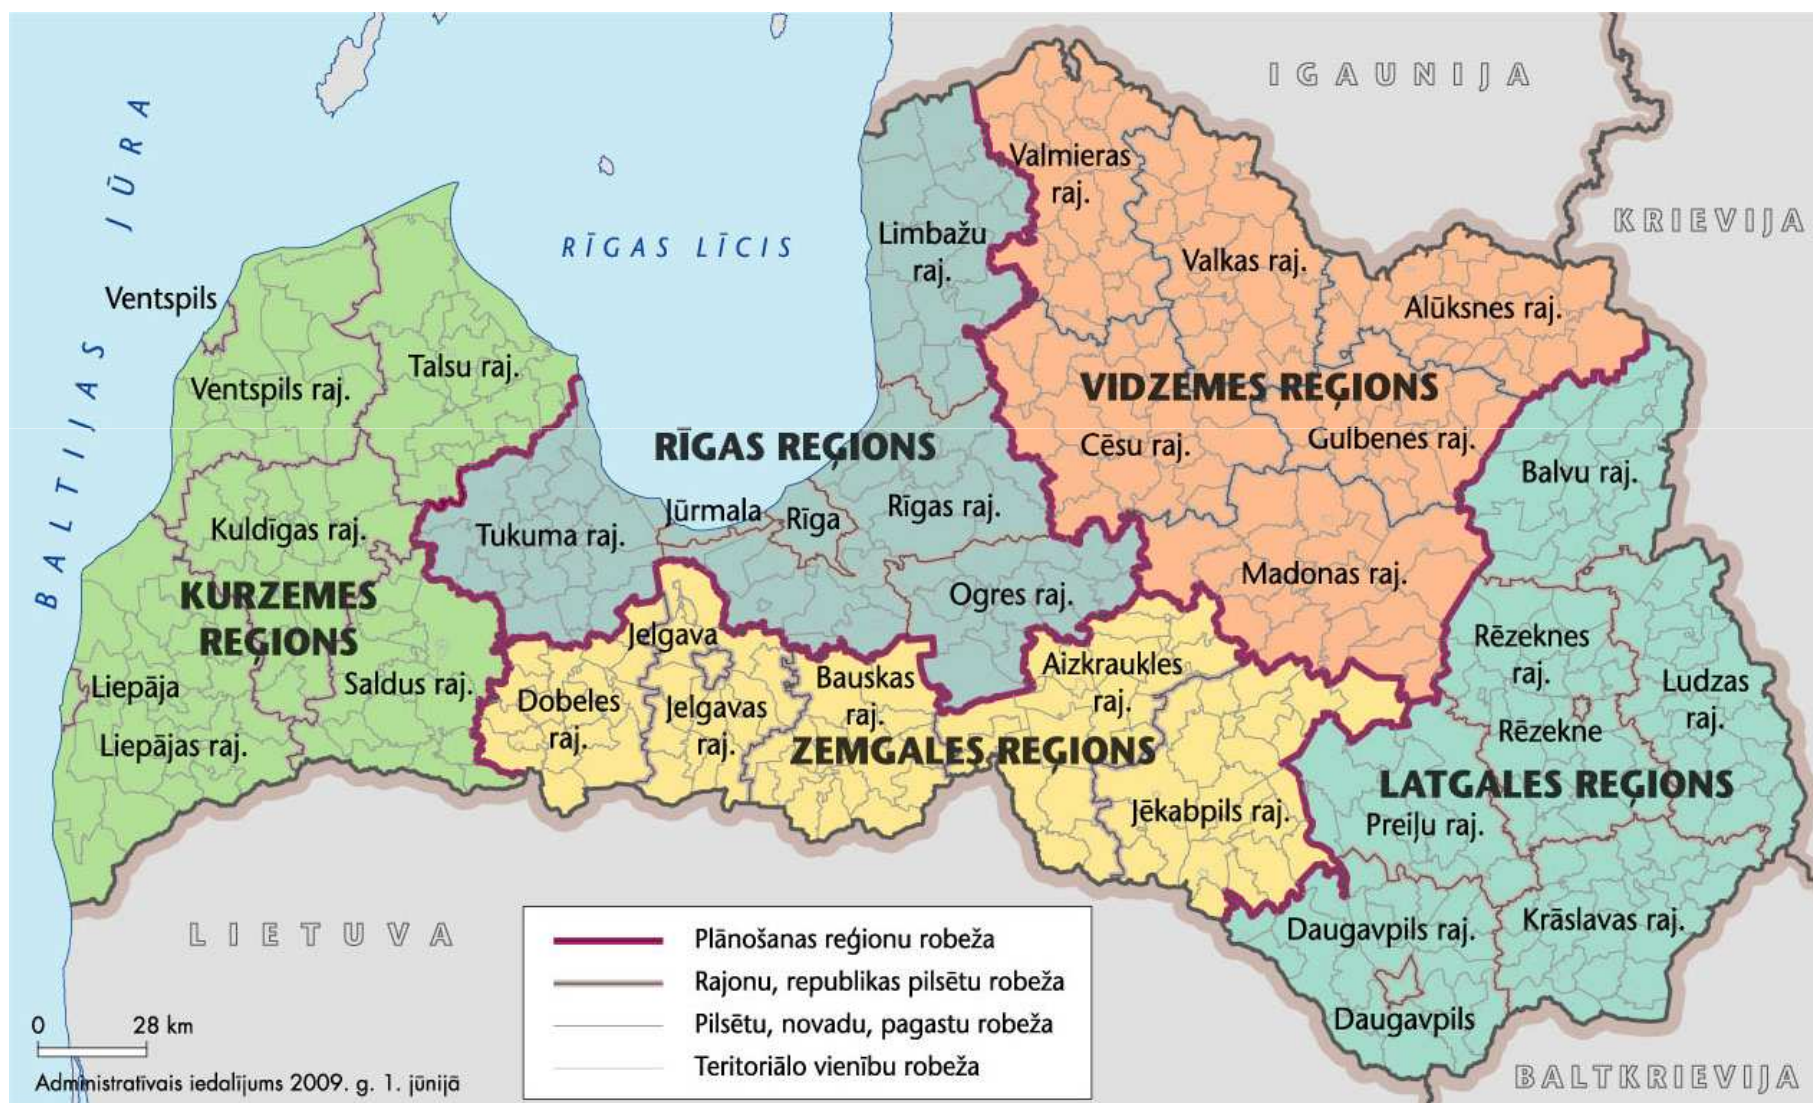 IGAUNIJA
KRIEVIJA
BALTIJAS JŪRA
RĪGAS LĪCIS
Valmieras
raj.
Limbažu
raj.
Valkas raj.
Alūksnes raj.
Ventspils
Ventspils raj.
Talsu raj.
VIDZEMES REĢIONS
Cēsu raj.
Gulbenes raj.
RĪGAS REĢIONS
Balvu raj.
Jūrmala
Rīga
Rīgas raj.
Kuldīgas raj.
Tukuma raj.
Madonas raj.
Ogres raj.
KURZEMES
REĢIONS
Jelgava
Rēzeknes
raj.
Aizkraukles
raj.
Bauskas
raj.
Liepāja
Saldus raj.
Ludzas
raj.
Dobeles
raj.
Jelgavas
raj.
Rēzekne
Liepājas raj.
ZEMGALES REĢIONS
LATGALES REĢIONS
Jēkabpils raj.
Preiļu raj.
LIETUVA
Daugavpils raj.
Krāslavas raj.
Daugavpils
BALTKRIEVIJA
Plānošanas reģionu robeža
Rajonu, republikas pilsētu robeža
Pilsētu, novadu, pagastu robeža
Teritoriālo vienību robeža
0 28 km
Administratīvais iedalījums 2009. g. 1. jūnijā